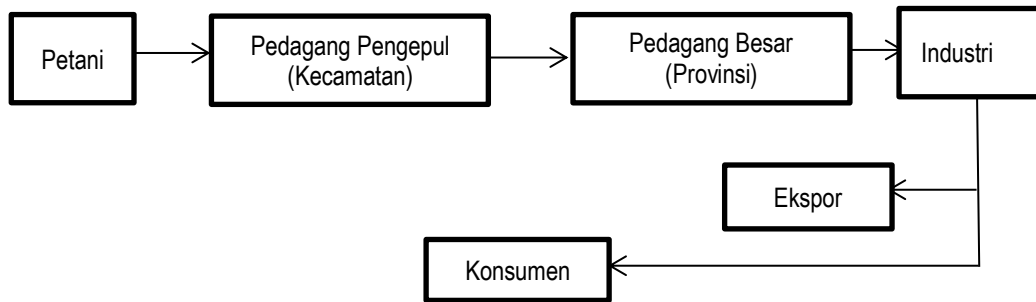 Petani
Pedagang Pengepul
(Kecamatan)
Pedagang Besar
(Provinsi)
Industri
Ekspor
Konsumen